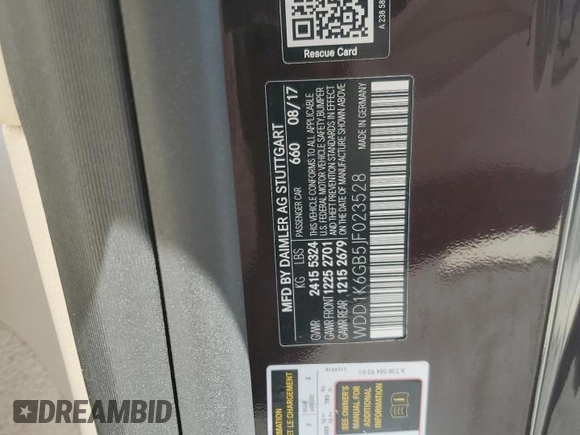 Rescue Card
A 238 58
MFD BY DAIMLER AG STUTTGART
PASSENGER CAR 660 08/17
KG LBS
GVWR 2415 5324
GAWR FRONT 1225 2701
GAWR REAR 1215 2679
THIS VEHICLE CONFORMS TO ALL APPLICABLE
U.S. FEDERAL MOTOR VEHICLE SAFETY, BUMPER
AND THEFT PREVENTION STANDARDS IN EFFECT
ON THE DATE OF MANUFACTURE SHOWN ABOVE
WDD1K6GB5JF023528
MADE IN GERMANY
SEE OWNER'S
MANUAL FOR
ADDITIONAL
INFORMATION
ET LE CHARGEMENT
DREAMBID